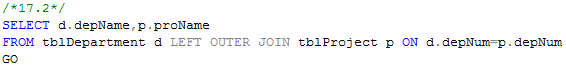 /*17.2*/
SELECT d.depName,p.proName
FROM tblDepartment d LEFT OUTER JOIN tblProject p ON d.depNum=p.depNum
GO